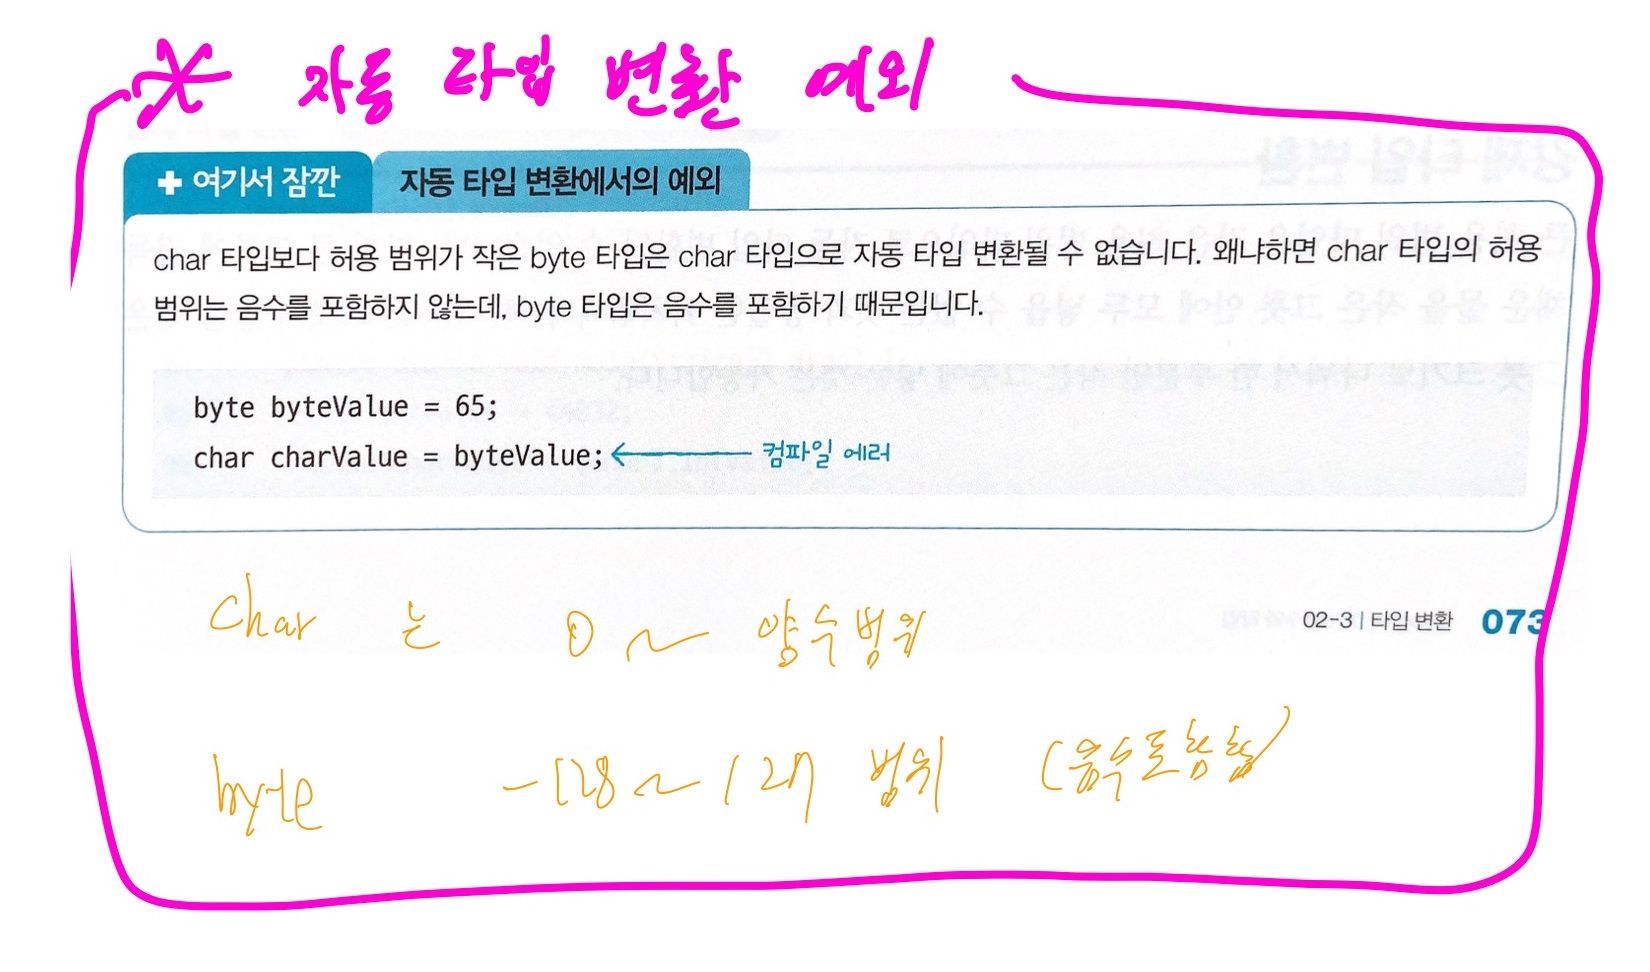 ※ 자동 타입 변환 예외
+ 여기서 잠깐 자동 타입 변환에서의 예외
char 타입보다 허용 범위가 작은 byte 타입은 char 타입으로 자동 타입 변환될 수 없습니다. 왜냐하면 char 타입의 허용
범위는 음수를 포함하지 않는데, byte 타입은 음수를 포함하기 때문입니다.
byte byteValue = 65;
char charValue = byteValue; ← 컴파일 에러
02-3 | 타입 변환 073
char 는 0 ~ 양수범위
byte -128 ~ 127 범위 (음수도 포함)